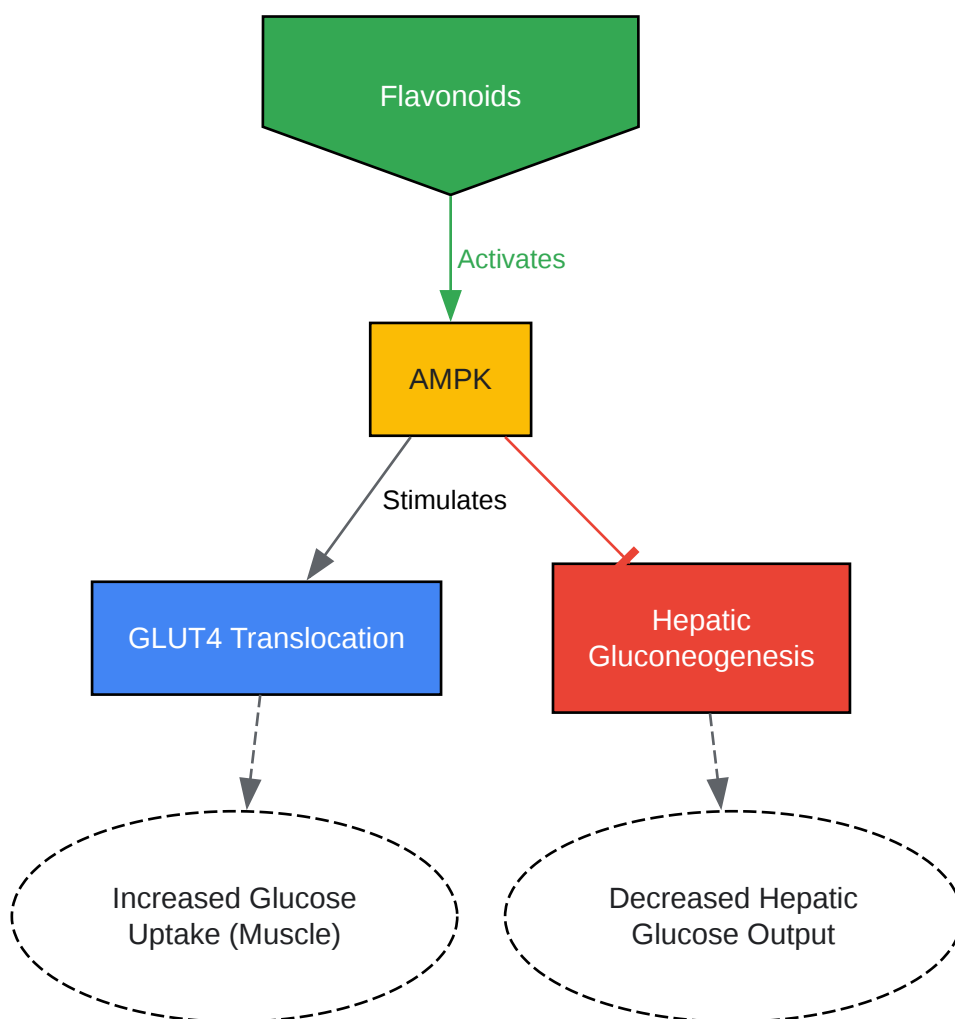 Flavonoids
Activates
AMPK
Stimulates
GLUT4 Translocation
Hepatic
Gluconeogenesis
Increased Glucose
Uptake (Muscle)
Decreased Hepatic
Glucose Output